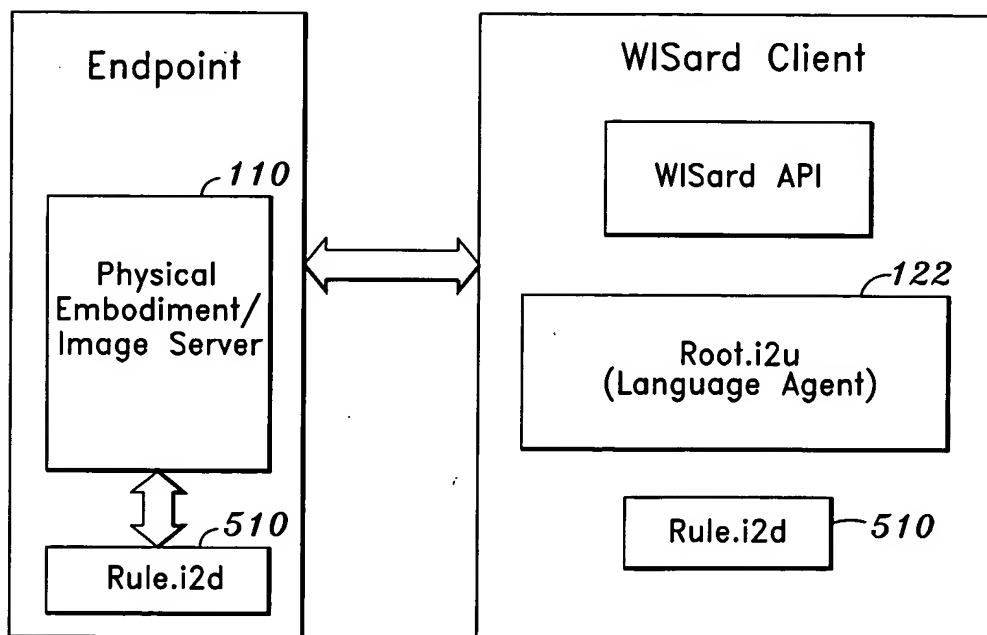 Endpoint
110
Physical
Embodiment/
Image Server
510
Rule.i2d
WISard Client
WISard API
122
Root.i2u
(Language Agent)
Rule.i2d
510